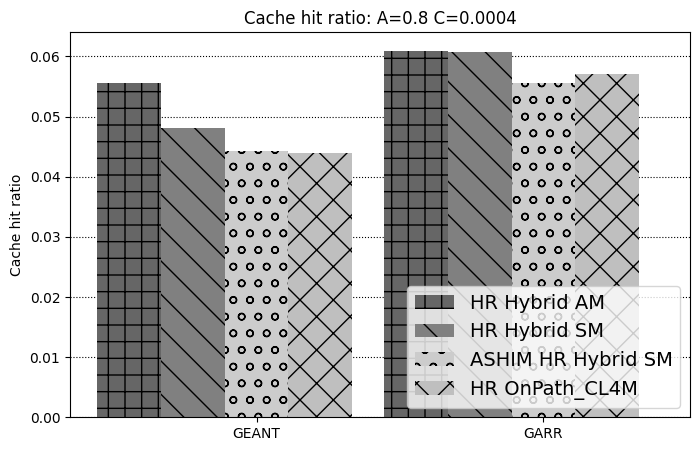 Cache hit ratio: A=0.8 C=0.0004
Cache hit ratio
0.06
0.05
0.04
0.03
0.02
0.01
0.00
HR Hybrid AM
HR Hybrid SM
ASHIM HR Hybrid SM
HR OnPath_CL4M
GEANT
GARR